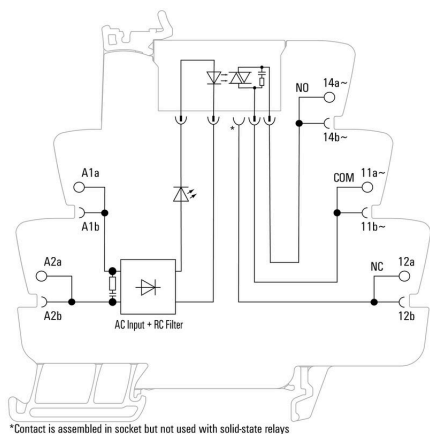 NO
14a~
14b~
A1a
A1b
COM
11a~
11b~
A2a
A2b
NC
12a
12b
*
AC Input + RC Filter
*Contact is assembled in socket but not used with solid-state relays